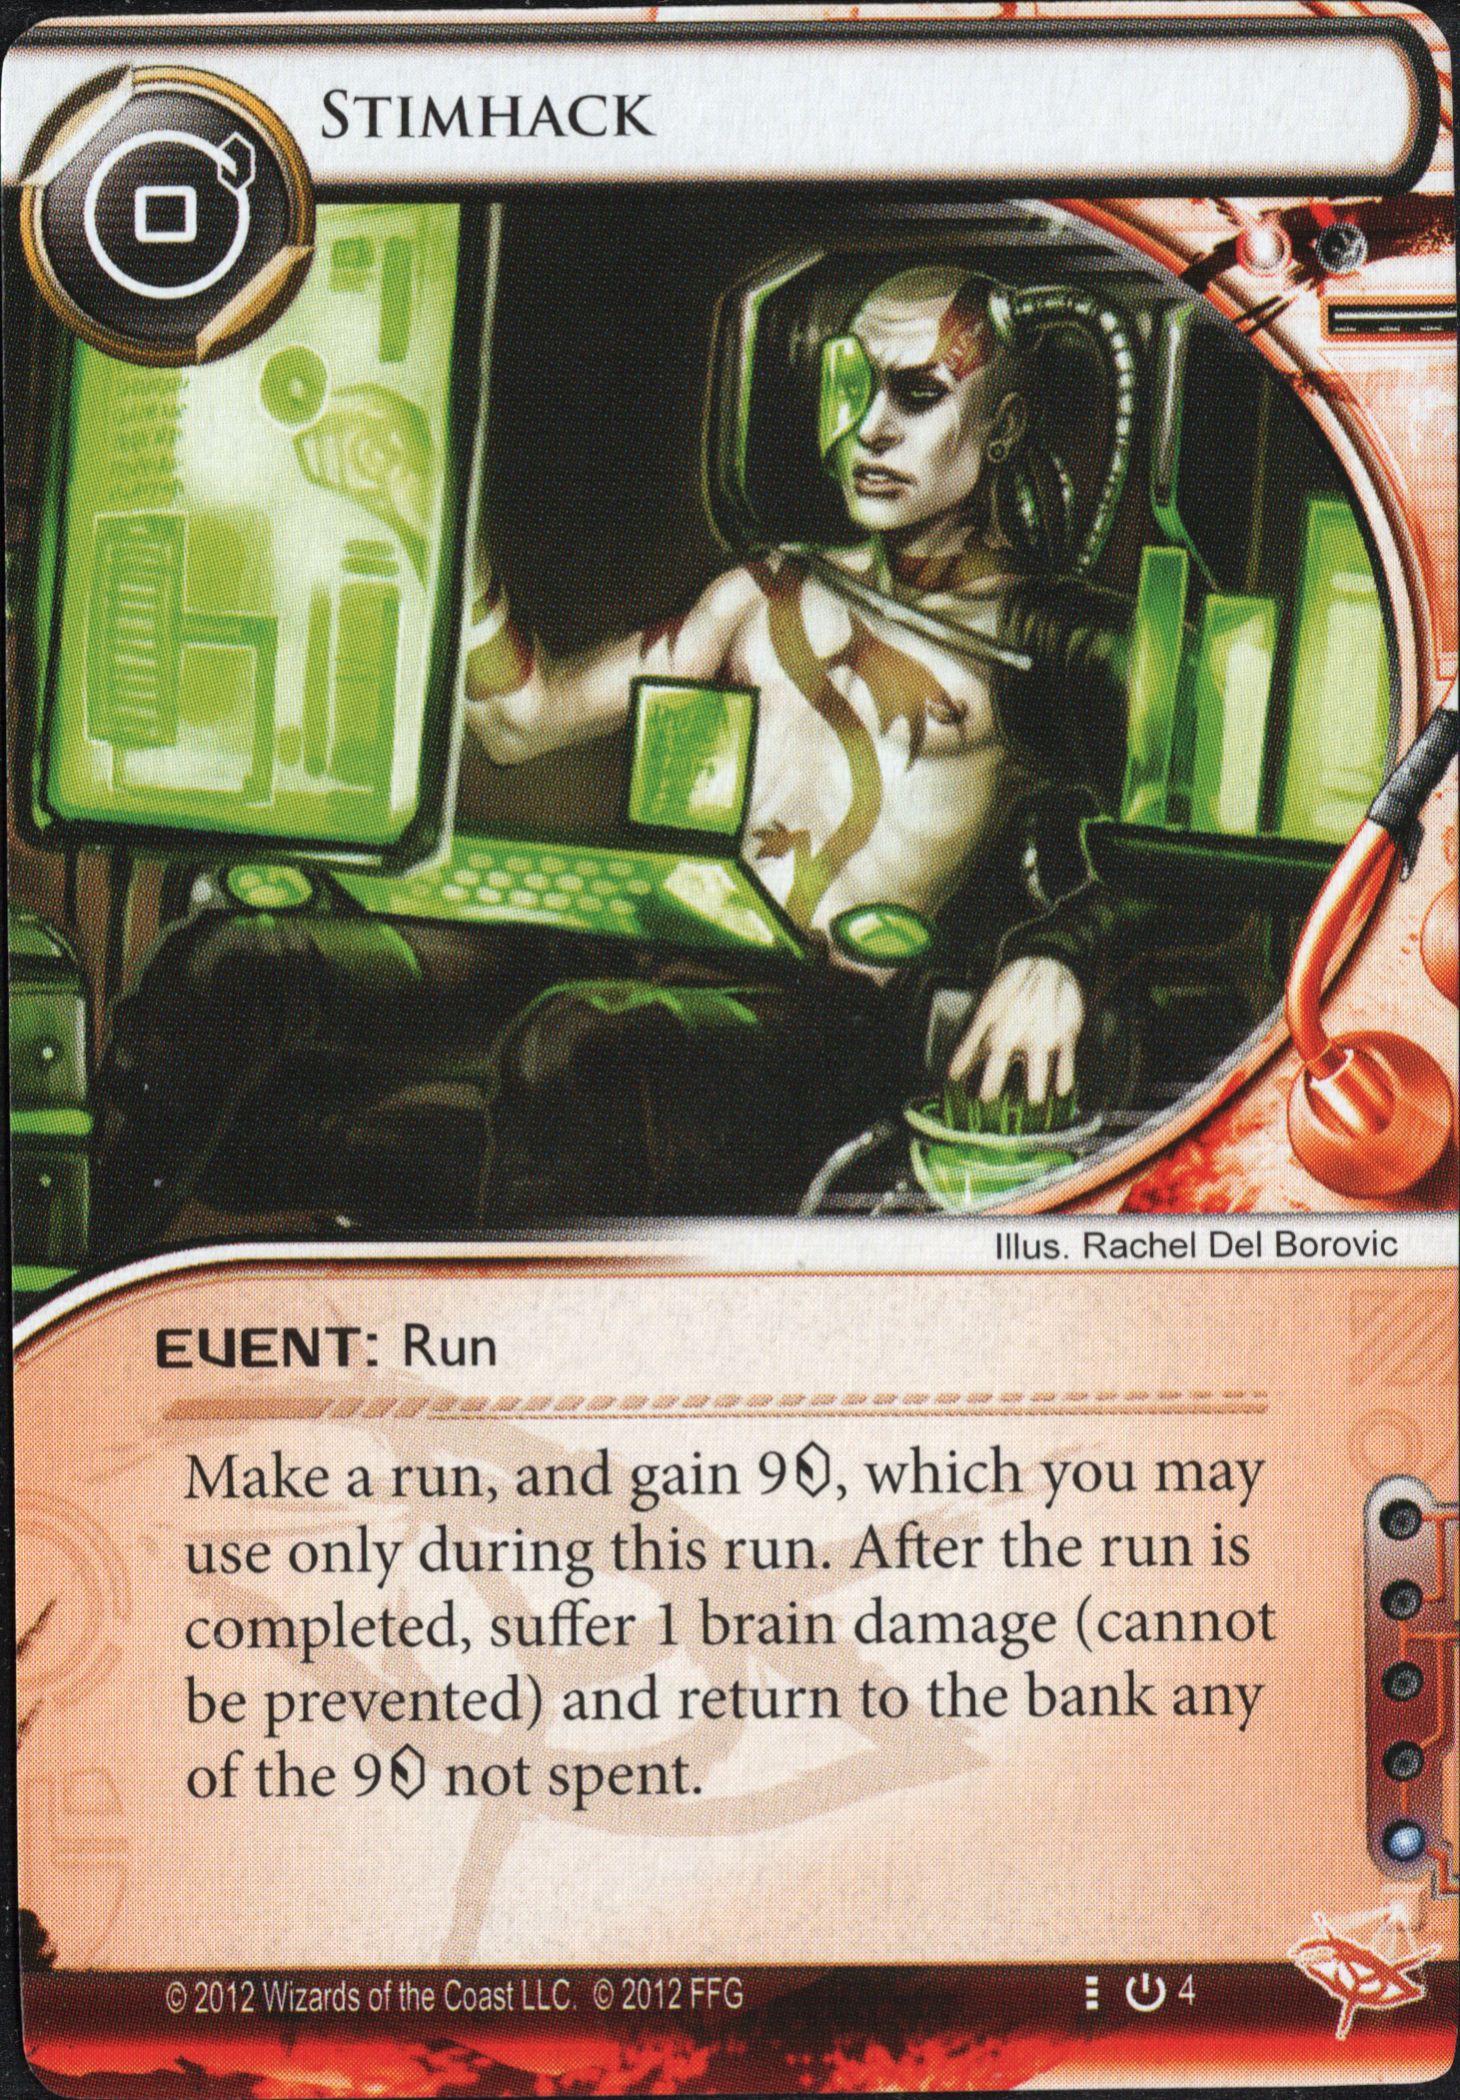 0
STIMHACK
Illus. Rachel Del Borovic
EVENT: Run
Make a run, and gain 9, which you may
use only during this run. After the run is
completed, suffer 1 brain damage (cannot
be prevented) and return to the bank any
of the 9 not spent.
© 2012 Wizards of the Coast LLC. © 2012 FFG
4